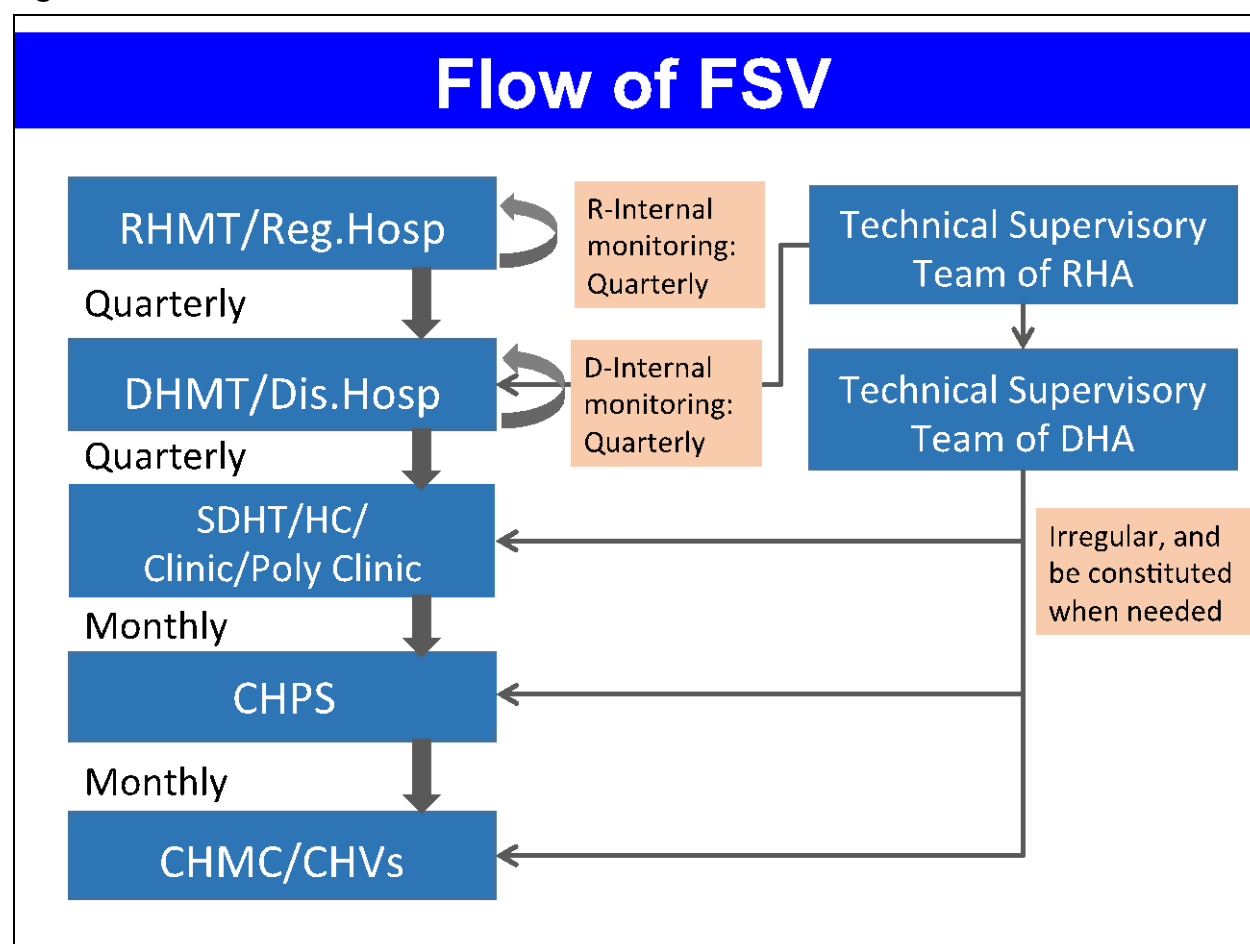 Flow of FSV
RHMT/Reg.Hosp
R-Internal
monitoring:
Quarterly
Technical Supervisory
Team of RHA
Quarterly
DHMT/Dis.Hosp
D-Internal
monitoring:
Quarterly
Technical Supervisory
Team of DHA
Quarterly
SDHT/HC/
Clinic/Poly Clinic
Irregular, and
be constituted
when needed
Monthly
CHPS
Monthly
CHMC/CHVs